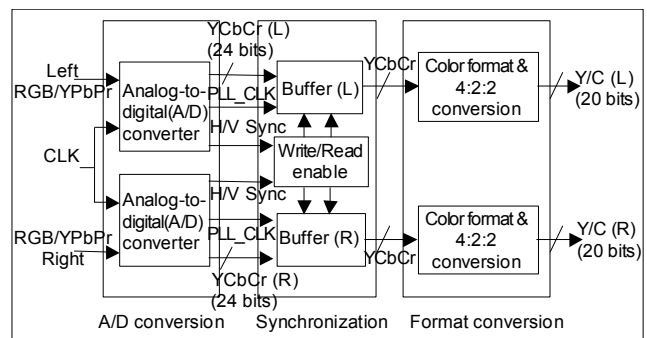 YCbCr (L)
(24 bits)
Left
RGB/YPbPr
Analog-to-
digital(A/D)
converter
PLL_CLK
H/V Sync
Buffer (L)
YCbCr
Color format &
4:2:2
conversion
Y/C (L)
(20 bits)
CLK
Write/Read
enable
H/V Sync
Analog-to-
digital(A/D)
converter
RGB/YPbPr
Right
PLL_CLK
YCbCr (R)
(24 bits)
Buffer (R)
YCbCr
Color format &
4:2:2
conversion
Y/C (R)
(20 bits)
A/D conversion
Synchronization
Format conversion